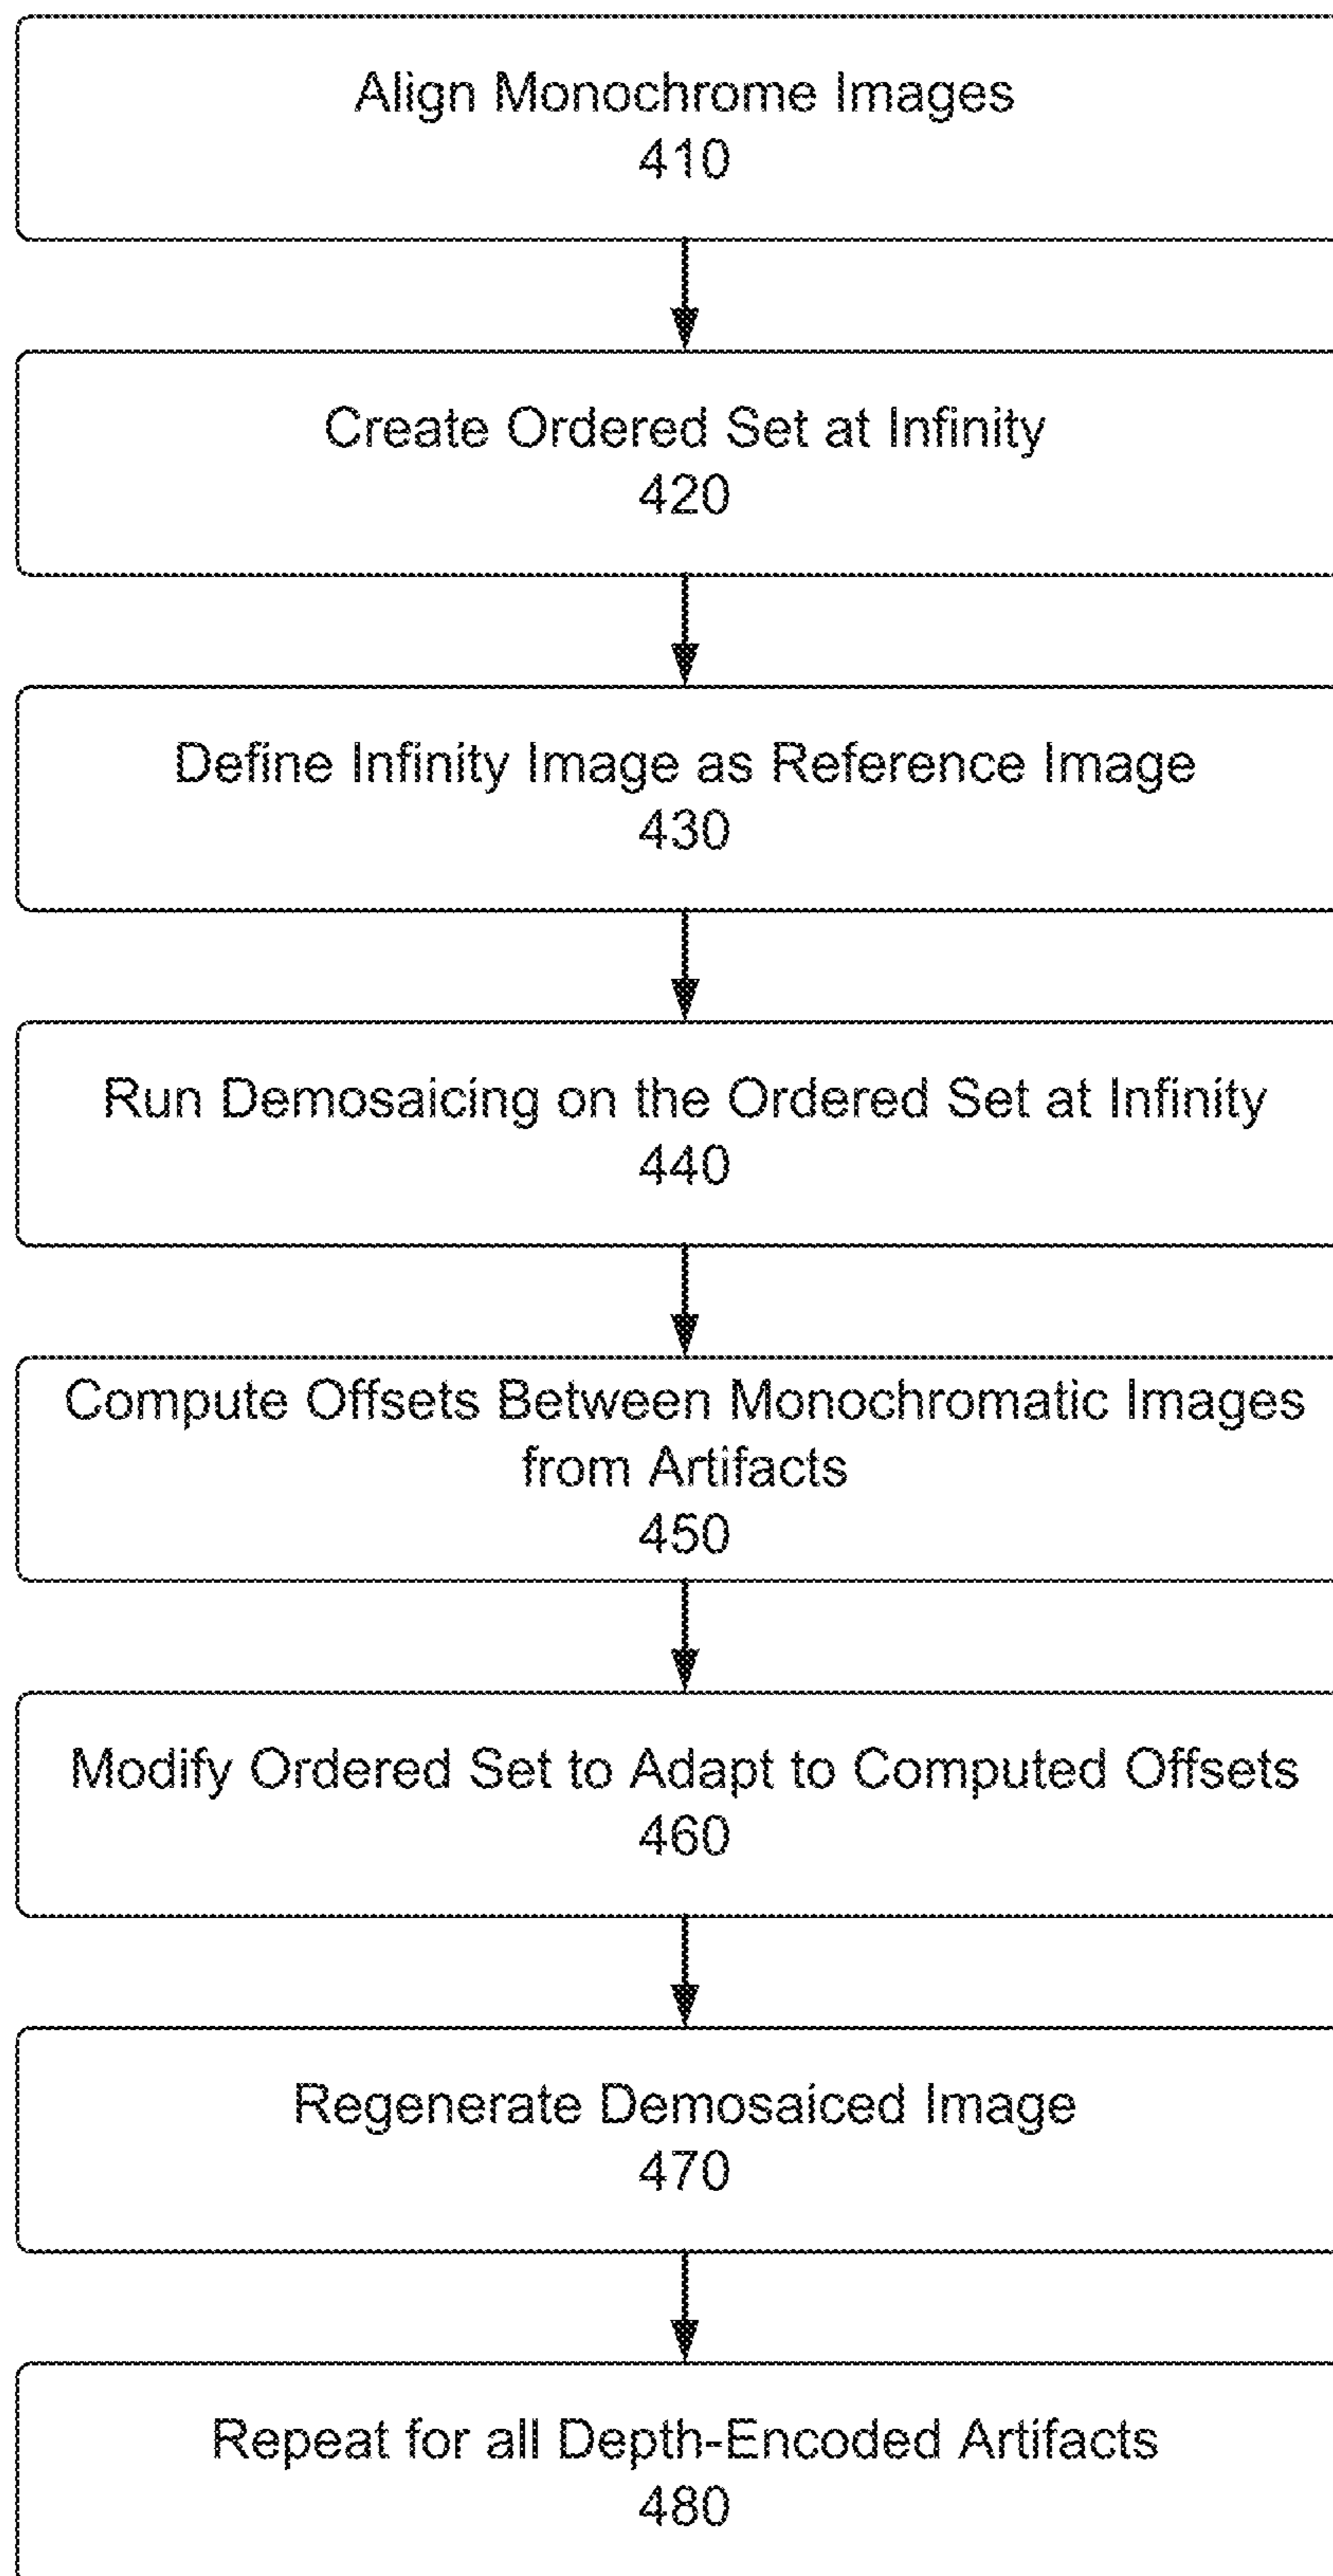 Align Monochrome Images
410
Create Ordered Set at Infinity
420
Define Infinity Image as Reference Image
430
Run Demosaicing on the Ordered Set at Infinity
440
Compute Offsets Between Monochromatic Images
from Artifacts
450
Modify Ordered Set to Adapt to Computed Offsets
460
Regenerate Demosaiced Image
470
Repeat for all Depth-Encoded Artifacts
480